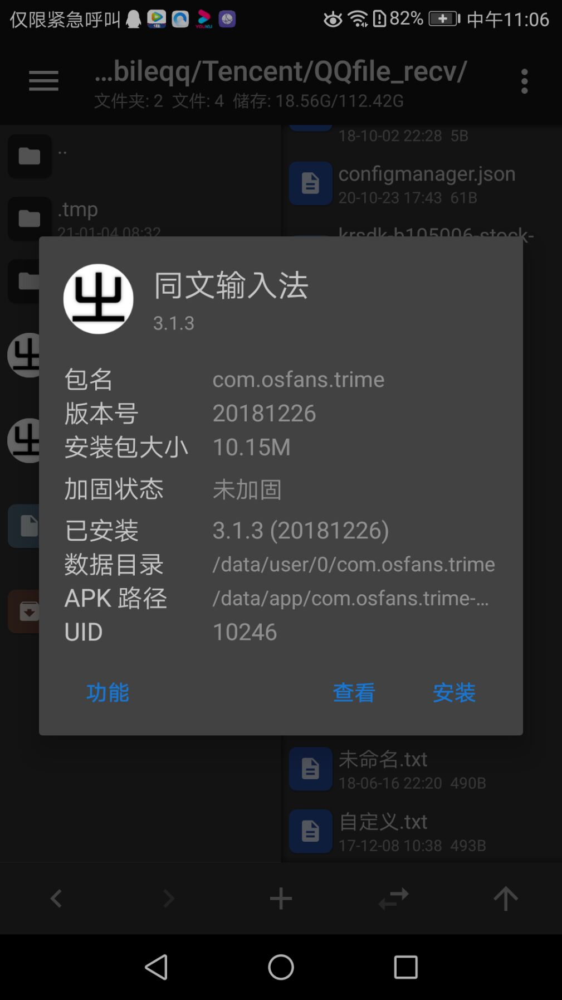 仅限紧急呼叫
82%
中午11:06
...bileqq/Tencent/QQfile_recv/
文件夹: 2 文件: 4 储存: 18.56G/112.42G
..
.tmp
21-01-04 08:32
18-10-02 22:28 5B
configmanager.json
20-10-23 17:43 61B
krsdk-b105006-stock-
同文输入法
3.1.3
包名 com.osfans.trime
版本号 20181226
安装包大小 10.15M
加固状态 未加固
已安装 3.1.3 (20181226)
数据目录 /data/user/0/com.osfans.trime
APK 路径 /data/app/com.osfans.trime-...
UID 10246
功能 查看 安装
未命名.txt
18-06-16 22:20 490B
自定义.txt
17-12-08 10:38 493B